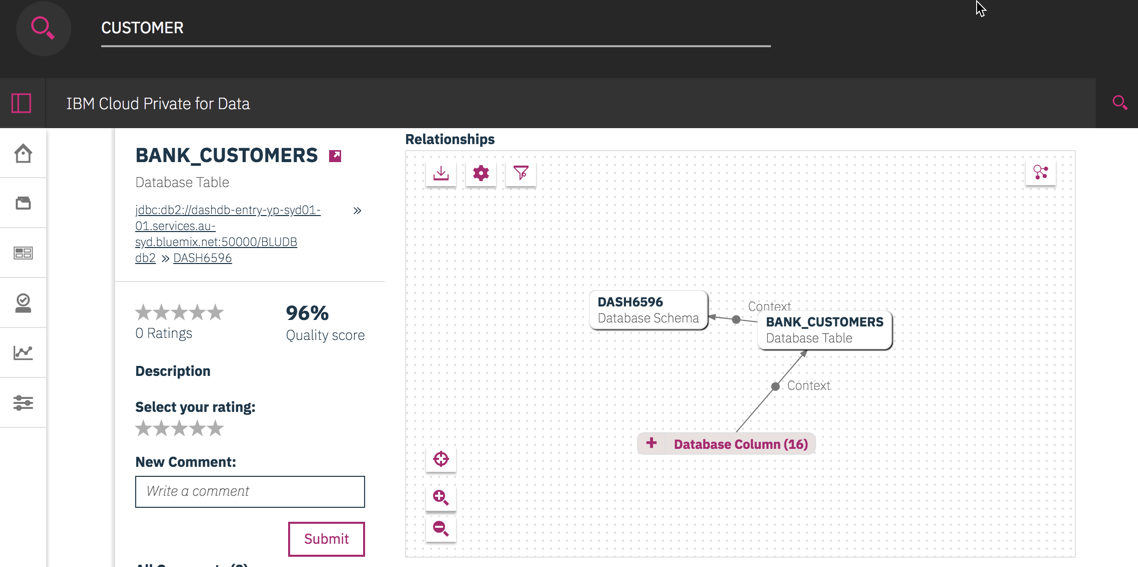 CUSTOMER
IBM Cloud Private for Data
BANK_CUSTOMERS
Database Table
jdbc:db2://dashdb-entry-yp-syd01- »
01.services.au-
syd.bluemix.net:50000/BLUDB
db2 » DASH6596
0 Ratings
96%
Quality score
Description
Select your rating:
New Comment:
Write a comment
Submit
Relationships
DASH6596
Database Schema
Context
BANK_CUSTOMERS
Database Table
Context
+ Database Column (16)